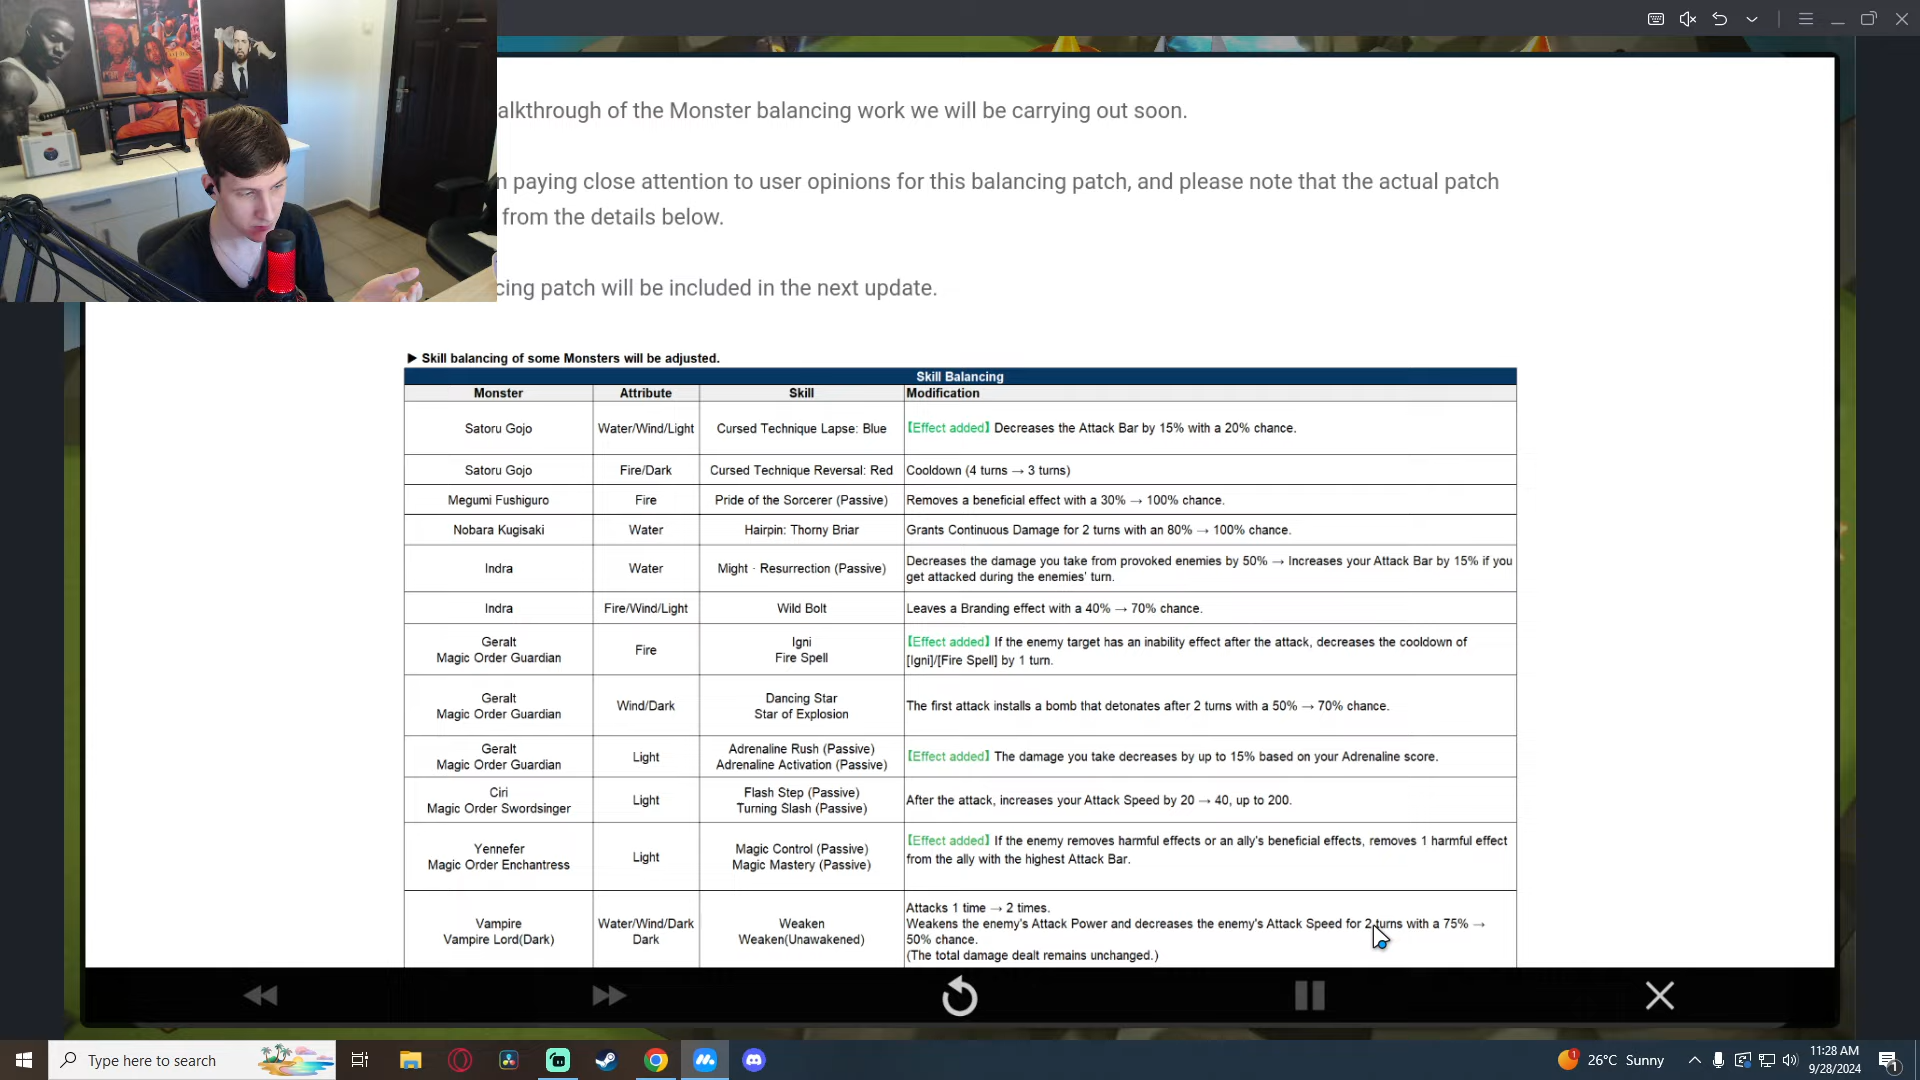 alkthrough of the Monster balancing work we will be carrying out soon.
n paying close attention to user opinions for this balancing patch, and please note that the actual patch
from the details below.
cing patch will be included in the next update.
▶ Skill balancing of some Monsters will be adjusted.
Skill Balancing
Monster Attribute Skill Modification
Satoru Gojo Water/Wind/Light Cursed Technique Lapse: Blue 【Effect added】 Decreases the Attack Bar by 15% with a 20% chance.
Satoru Gojo Fire/Dark Cursed Technique Reversal: Red Cooldown (4 turns → 3 turns)
Megumi Fushiguro Fire Pride of the Sorcerer (Passive) Removes a beneficial effect with a 30% → 100% chance.
Nobara Kugisaki Water Hairpin: Thorny Briar Grants Continuous Damage for 2 turns with an 80% → 100% chance.
Indra Water Might · Resurrection (Passive) Decreases the damage you take from provoked enemies by 50% → Increases your Attack Bar by 15% if you
get attacked during the enemies' turn.
Indra Fire/Wind/Light Wild Bolt Leaves a Branding effect with a 40% → 70% chance.
Geralt Igni 【Effect added】 If the enemy target has an inability effect after the attack, decreases the cooldown of
Magic Order Guardian Fire Fire Spell [Igni]/[Fire Spell] by 1 turn.
Geralt Dancing Star
Magic Order Guardian Wind/Dark Star of Explosion The first attack installs a bomb that detonates after 2 turns with a 50% → 70% chance.
Geralt Adrenaline Rush (Passive)
Magic Order Guardian Light Adrenaline Activation (Passive) 【Effect added】 The damage you take decreases by up to 15% based on your Adrenaline score.
Ciri Flash Step (Passive)
Magic Order Swordsinger Light Turning Slash (Passive) After the attack, increases your Attack Speed by 20 → 40, up to 200.
Yennefer Magic Control (Passive) 【Effect added】 If the enemy removes harmful effects or an ally's beneficial effects, removes 1 harmful effect
Magic Order Enchantress Light Magic Mastery (Passive) from the ally with the highest Attack Bar.
Attacks 1 time → 2 times.
Vampire Water/Wind/Dark Weaken Weakens the enemy's Attack Power and decreases the enemy's Attack Speed for 2 turns with a 75% →
Vampire Lord(Dark) Dark Weaken(Unawakened) 50% chance.
(The total damage dealt remains unchanged.)
Type here to search
26°C Sunny
11:28 AM
9/28/2024
1
1